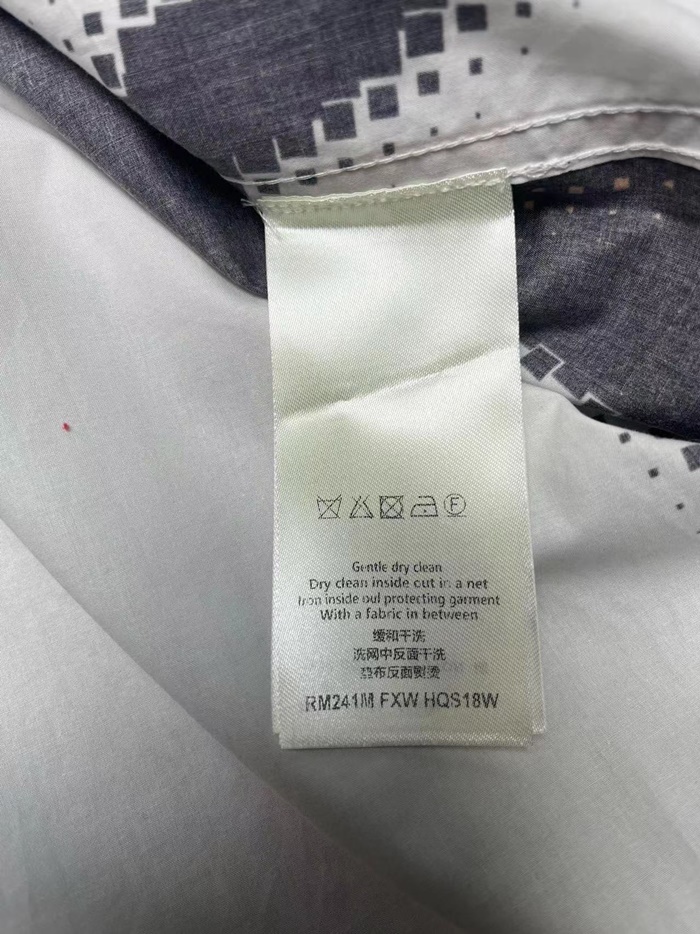 F
Gentle dry clean
Dry clean inside out in a net
Iron inside out protecting garment
With a fabric in between
缓和干洗
洗网中反面干洗
垫布反面熨烫
RM241M FXW HQS18W